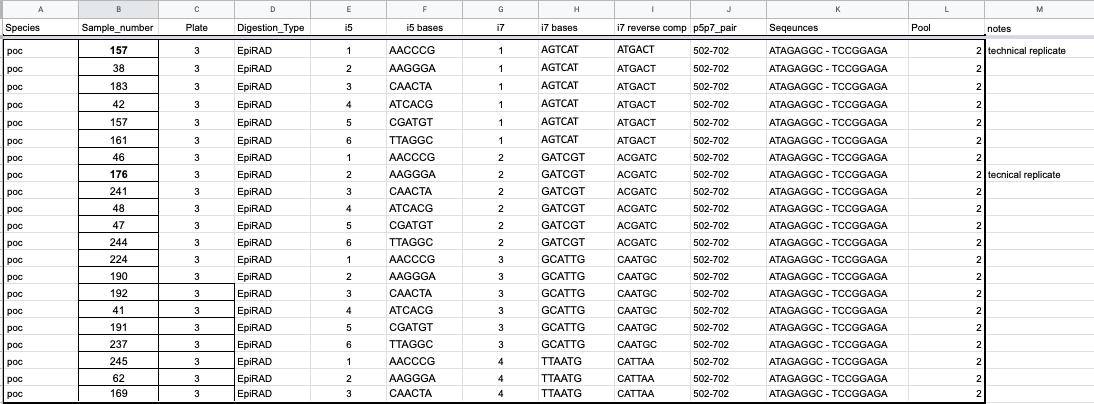 A B C D E F G H I J K L M
Species Sample_number Plate Digestion_Type i5 i5 bases i7 i7 bases i7 reverse comp p5p7_pair Seqeunces Pool notes
poc 157 3 EpiRAD 1 AACCCG 1 AGTCAT ATGACT 502-702 ATAGAGGC - TCCGGAGA 2 technical replicate
poc 38 3 EpiRAD 2 AAGGGA 1 AGTCAT ATGACT 502-702 ATAGAGGC - TCCGGAGA 2
poc 183 3 EpiRAD 3 CAACTA 1 AGTCAT ATGACT 502-702 ATAGAGGC - TCCGGAGA 2
poc 42 3 EpiRAD 4 ATCACG 1 AGTCAT ATGACT 502-702 ATAGAGGC - TCCGGAGA 2
poc 157 3 EpiRAD 5 CGATGT 1 AGTCAT ATGACT 502-702 ATAGAGGC - TCCGGAGA 2
poc 161 3 EpiRAD 6 TTAGGC 1 AGTCAT ATGACT 502-702 ATAGAGGC - TCCGGAGA 2
poc 46 3 EpiRAD 1 AACCCG 2 GATCGT ACGATC 502-702 ATAGAGGC - TCCGGAGA 2
poc 176 3 EpiRAD 2 AAGGGA 2 GATCGT ACGATC 502-702 ATAGAGGC - TCCGGAGA 2 tecnical replicate
poc 241 3 EpiRAD 3 CAACTA 2 GATCGT ACGATC 502-702 ATAGAGGC - TCCGGAGA 2
poc 48 3 EpiRAD 4 ATCACG 2 GATCGT ACGATC 502-702 ATAGAGGC - TCCGGAGA 2
poc 47 3 EpiRAD 5 CGATGT 2 GATCGT ACGATC 502-702 ATAGAGGC - TCCGGAGA 2
poc 244 3 EpiRAD 6 TTAGGC 2 GATCGT ACGATC 502-702 ATAGAGGC - TCCGGAGA 2
poc 224 3 EpiRAD 1 AACCCG 3 GCATTG CAATGC 502-702 ATAGAGGC - TCCGGAGA 2
poc 190 3 EpiRAD 2 AAGGGA 3 GCATTG CAATGC 502-702 ATAGAGGC - TCCGGAGA 2
poc 192 3 EpiRAD 3 CAACTA 3 GCATTG CAATGC 502-702 ATAGAGGC - TCCGGAGA 2
poc 41 3 EpiRAD 4 ATCACG 3 GCATTG CAATGC 502-702 ATAGAGGC - TCCGGAGA 2
poc 191 3 EpiRAD 5 CGATGT 3 GCATTG CAATGC 502-702 ATAGAGGC - TCCGGAGA 2
poc 237 3 EpiRAD 6 TTAGGC 3 GCATTG CAATGC 502-702 ATAGAGGC - TCCGGAGA 2
poc 245 3 EpiRAD 1 AACCCG 4 TTAATG CATTAA 502-702 ATAGAGGC - TCCGGAGA 2
poc 62 3 EpiRAD 2 AAGGGA 4 TTAATG CATTAA 502-702 ATAGAGGC - TCCGGAGA 2
poc 169 3 EpiRAD 3 CAACTA 4 TTAATG CATTAA 502-702 ATAGAGGC - TCCGGAGA 2